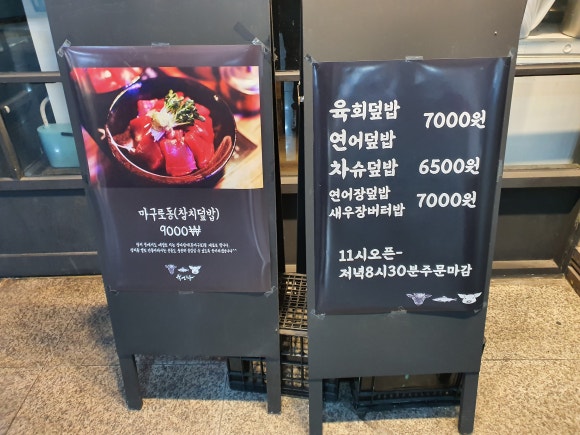 마구로동(참치덮밥)
9000₩
육회덮밥
7000원
연어덮밥
차슈덮밥 6500원
연어장덮밥
7000원
새우장버터밥
11시오픈-
저녁8시30분주문마감